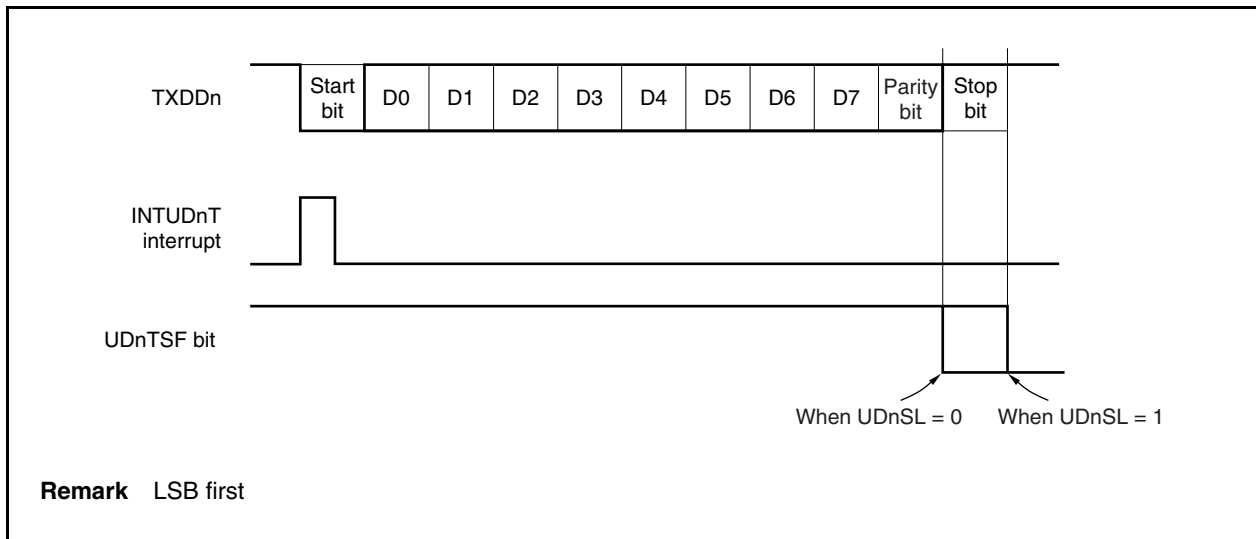 TXDDn
Start
bit
D0 D1 D2 D3 D4 D5 D6 D7
Parity
bit
Stop
bit
INTUDnT
interrupt
UDnTSF bit
When UDnSL = 0 When UDnSL = 1
Remark LSB first